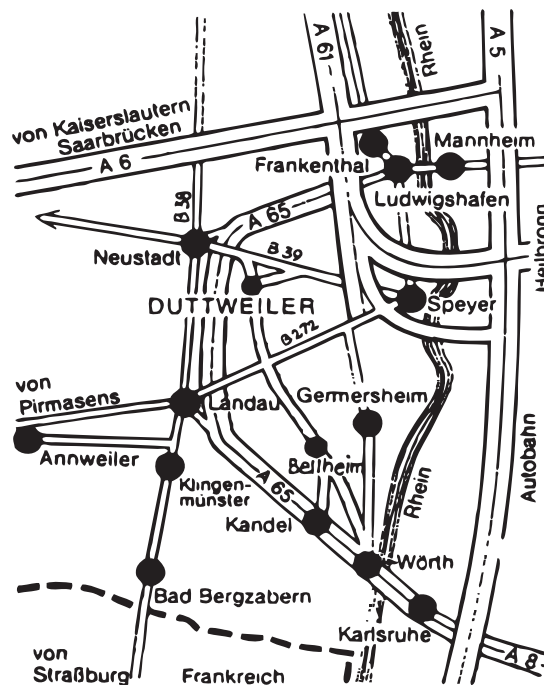 A 61
Rhein
A 5
von Kaiserslautern
Saarbrücken
A 6
Mannheim
Frankenthal
Ludwigshafen
B 38
A 65
Neustadt
B 39
Heilbronn
DUTTWEILER
Speyer
B 272
von
Pirmasens
Landau
Germersheim
Annweiler
Bellheim
A 65
Klingen-
münster
Rhein
Autobahn
Kandel
Wörth
Bad Bergzabern
Karlsruhe
A 8
von
Straßburg
Frankreich